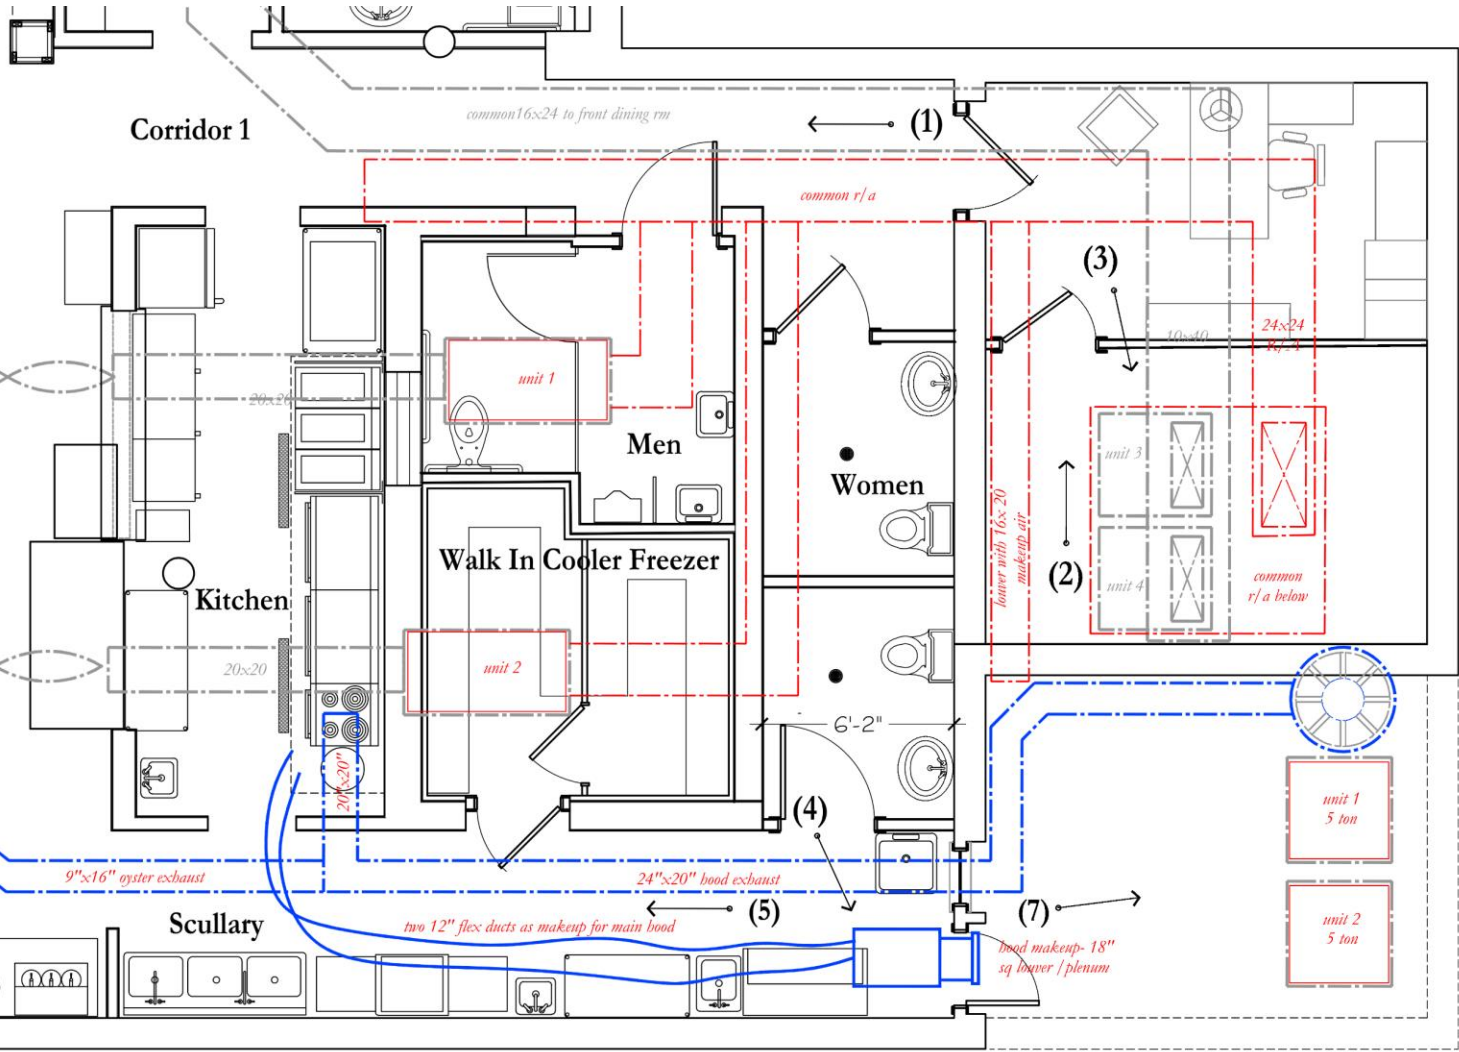 common16x24 to front dining rm
(1)
Corridor 1
common r/a
(3)
24x24
R/A
10x40
unit 1
20x20
Men
Women
unit 3
lower with 16x 20
makeup air
Walk In Cooler Freezer
(2)
common
r/a below
unit 4
Kitchen
20x20
unit 2
6'-2"
20"x20"
(4)
unit 1
5 ton
9"x16" oyster exhaust
24"x20" hood exhaust
(5)
(7)
Scullary
two 12" flex ducts as makeup for main hood
hood makeup- 18"
sq louver /plenum
unit 2
5 ton